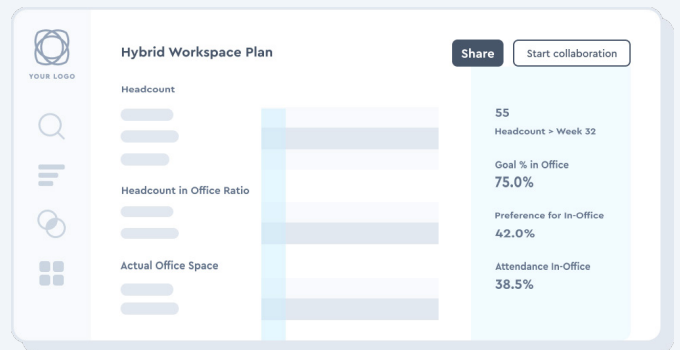 YOUR LOGO
Hybrid Workspace Plan
Share
Start collaboration
Headcount
Headcount in Office Ratio
Actual Office Space
55
Headcount > Week 32
Goal % in Office
75.0%
Preference for In-Office
42.0%
Attendance In-Office
38.5%